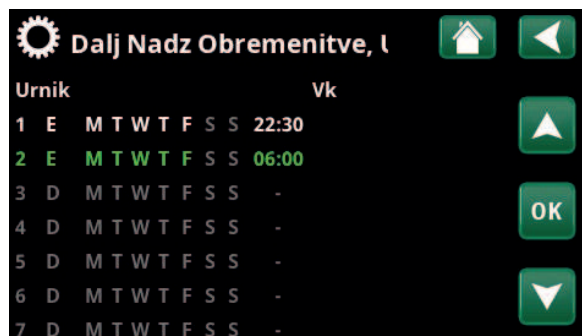 Dalj Nadz Obremenitve, U
Urnik Vk
1 E M T W T F S S 22:30
2 E M T W T F S S 06:00
3 D M T W T F S S -
4 D M T W T F S S -
OK
5 D M T W T F S S -
6 D M T W T F S S -
7 D M T W T F S S -